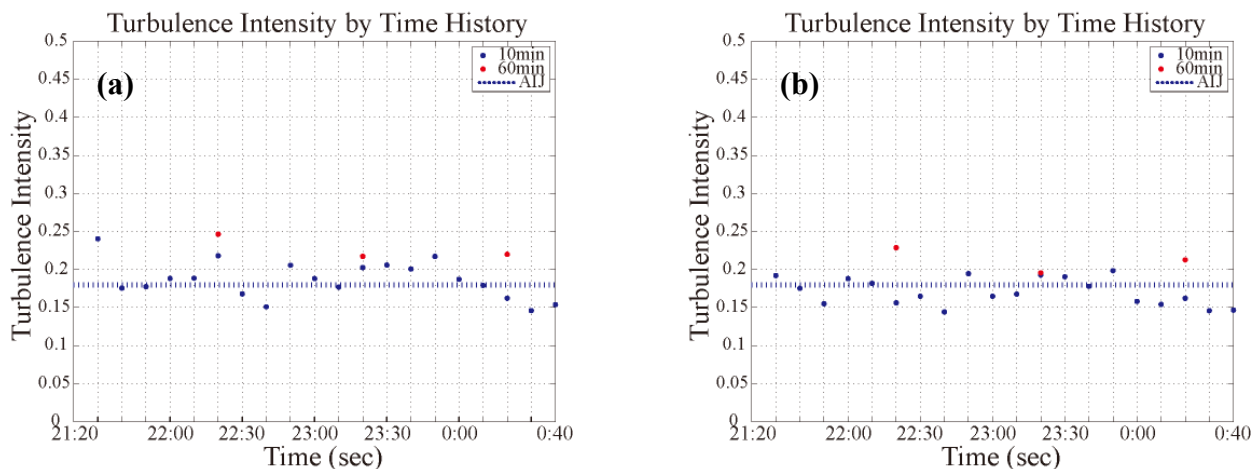 Turbulence Intensity by Time History
(a)
10min
60min
AIJ
Turbulence Intensity
0.5
0.45
0.4
0.35
0.3
0.25
0.2
0.15
0.1
0.05
0
21:20 22:00 22:30 23:00 23:30 0:00 0:40
Time (sec)
Turbulence Intensity by Time History
(b)
10min
60min
AIJ
Turbulence Intensity
0.5
0.45
0.4
0.35
0.3
0.25
0.2
0.15
0.1
0.05
0
21:20 22:00 22:30 23:00 23:30 0:00 0:40
Time (sec)